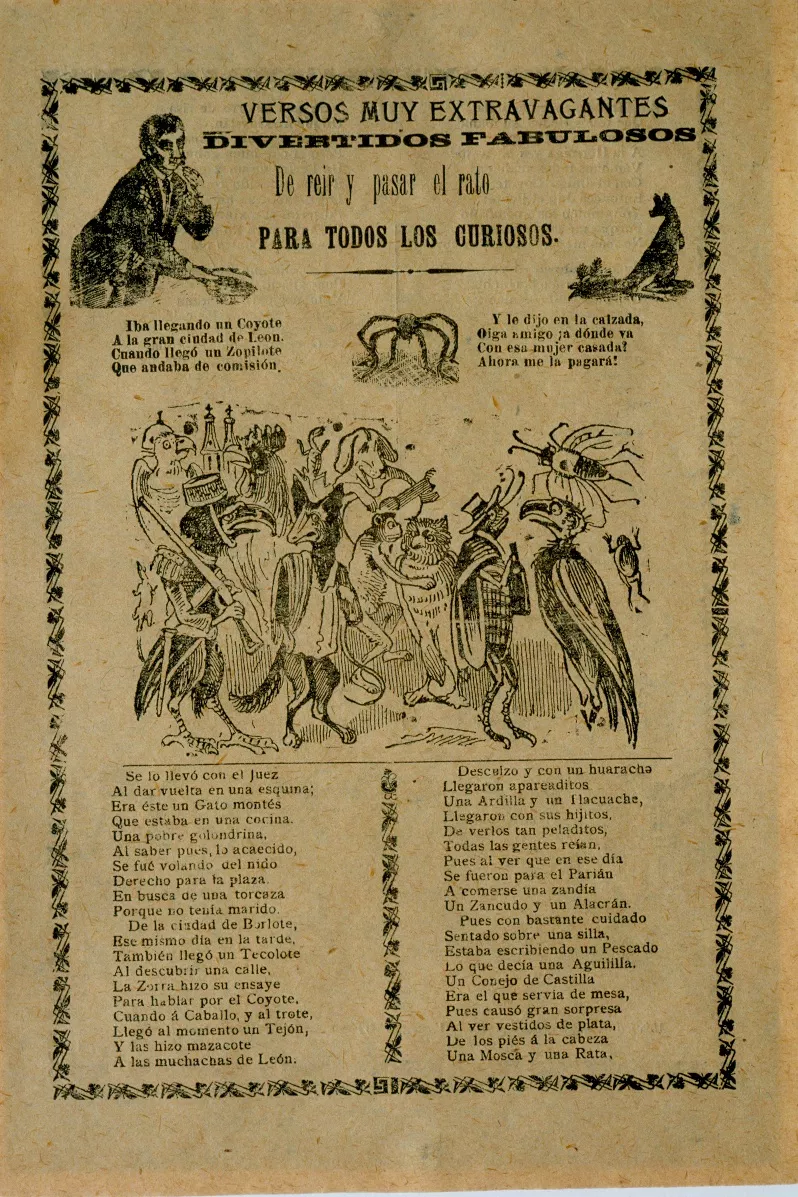 VERSOS MUY EXTRAVAGANTES
DIVERTIDOS FABULOSOS
De reir y pasar el rato
PARA TODOS LOS CURIOSOS.
Iba llegando un Coyote
A la gran ciudad de Leon.
Cuando llegó un Zopilote
Que andaba de comisión.
Y le dijo en la calzada,
Oiga amigo ¡a dónde va
Con esa mujer casada?
Ahora me la pagará!
Se lo llevó con el Juez
Al dar vuelta en una esquina;
Era éste un Gato montés
Que estaba en una cocina.
Una pobre golondrina,
Al saber pues, lo acaecido,
Se fué volando del nido
Derecho para la plaza
En busca de una torcaza
Porque no tenía marido.
De la ciudad de Borlote,
Ese mismo día en la tarde,
También llegó un Tecolote
Al descubrir una calle,
La Zorra hizo su ensaye
Para hablar por el Coyote,
Cuando á Caballo, y al trote,
Llegó al momento un Tejón,
Y las hizo mazacote
A las muchachas de León.
Descalzo y con un huarache
Llegaron apareaditos
Una Ardilla y un Tlacuache,
Llegaron con sus hijitos,
De verlos tan peladitos,
Todas las gentes reían,
Pues al ver que en ese día
Se fueron para el Parián
A comerse una zandía
Un Zancudo y un Alacrán.
Pues con bastante cuidado
Sentado sobre una silla,
Estaba escribiendo un Pescado
Lo que decía una Aguililla.
Un Conejo de Castilla
Era el que servia de mesa,
Pues causó gran sorpresa
Al ver vestidos de plata,
De los piés á la cabeza
Una Mosca y una Rata,